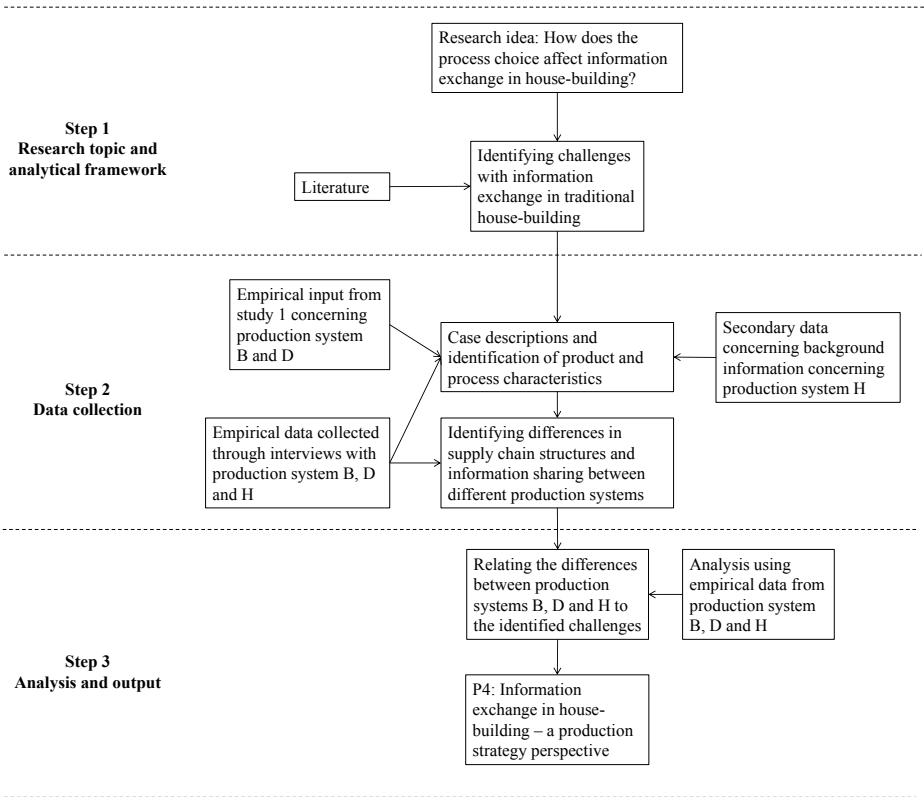 Research idea: How does the
process choice affect information
exchange in house-building?
Step 1
Research topic and
analytical framework
Identifying challenges
with information
exchange in traditional
house-building
Literature
Empirical input from
study 1 concerning
production system
B and D
Case descriptions and
identification of product and
process characteristics
Secondary data
concerning background
information concerning
production system H
Step 2
Data collection
Empirical data collected
through interviews with
production system B, D
and H
Identifying differences in
supply chain structures and
information sharing between
different production systems
Relating the differences
between production
systems B, D and H to
the identified challenges
Analysis using
empirical data from
production system
B, D and H
Step 3
Analysis and output
P4: Information
exchange in house-
building – a production
strategy perspective